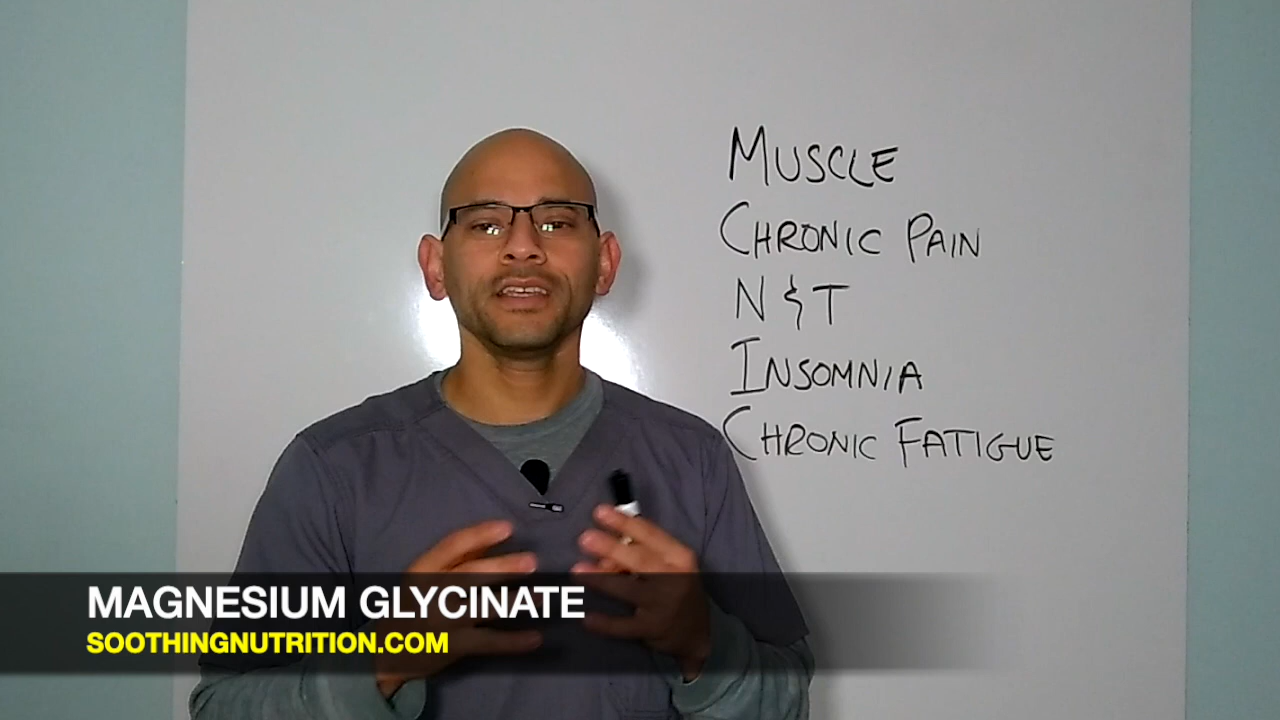 MUSCLE
CHRONIC PAIN
N & T
INSOMNIA
CHRONIC FATIGUE
MAGNESIUM GLYCINATE
SOOTHINGNUTRITION.COM